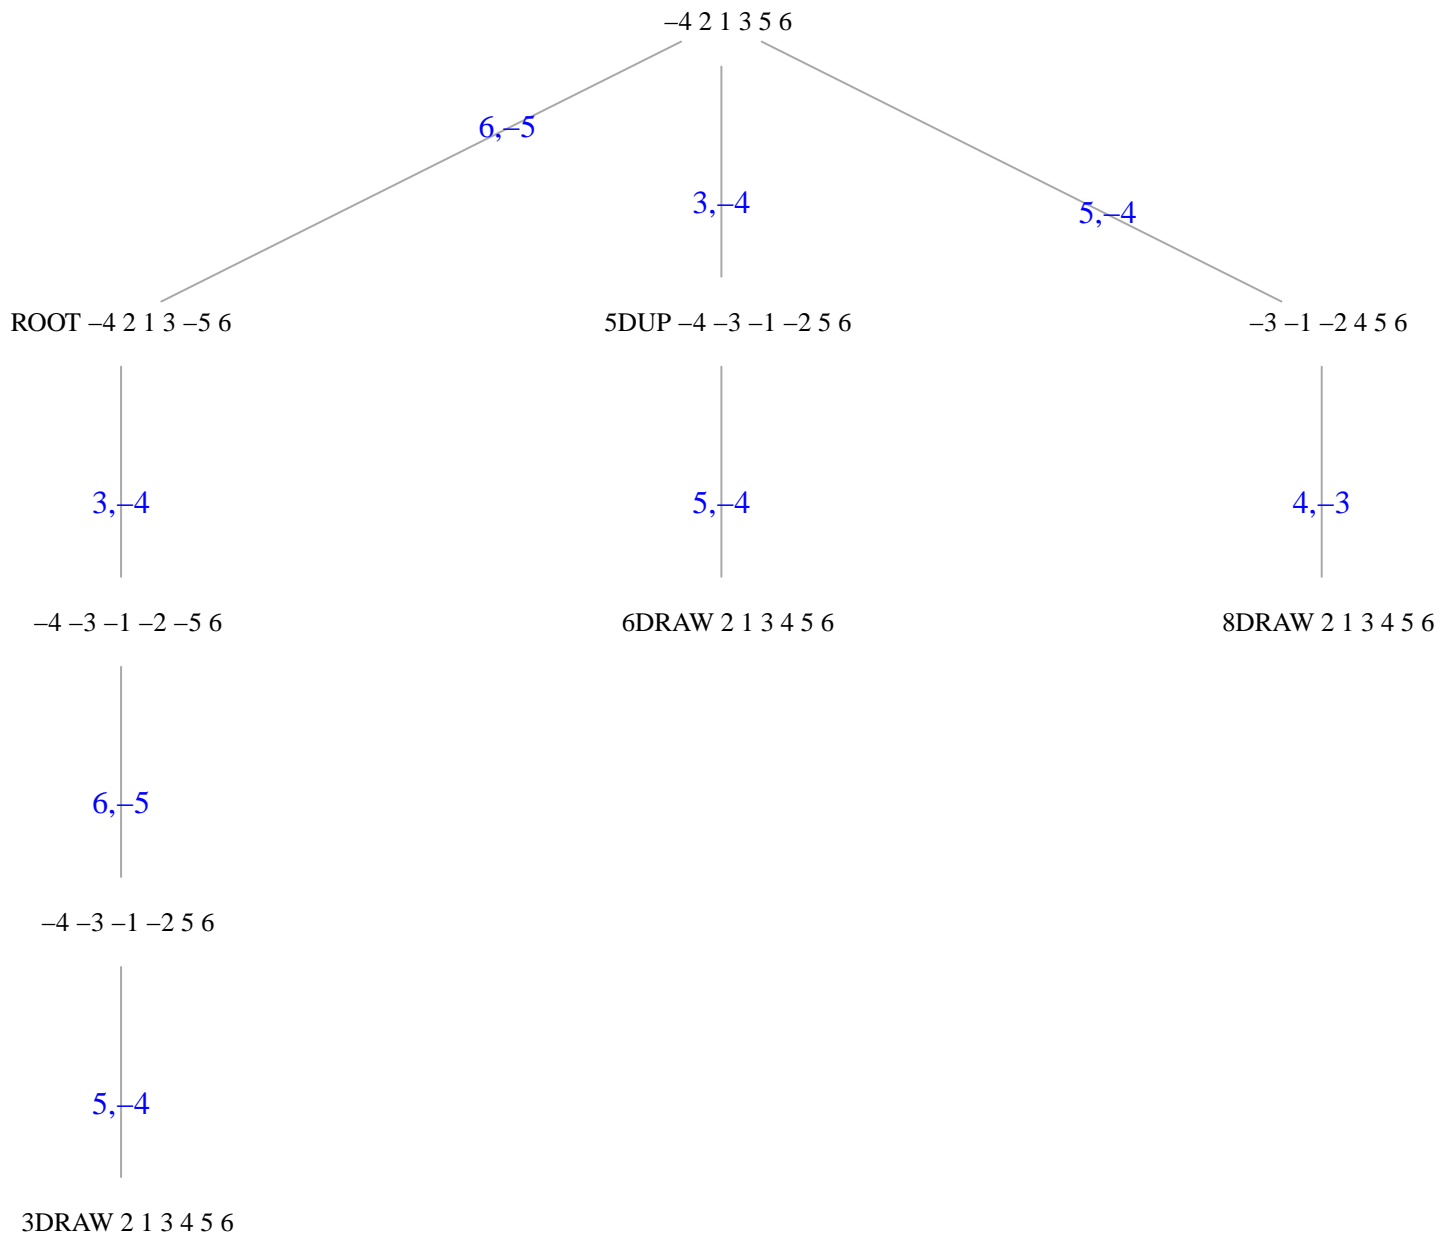 –4 2 1 3 5 6
6,–5
3,–4
5,–4
ROOT –4 2 1 3 –5 6
5DUP –4 –3 –1 –2 5 6
–3 –1 –2 4 5 6
3,–4
5,–4
4,–3
–4 –3 –1 –2 –5 6
6DRAW 2 1 3 4 5 6
8DRAW 2 1 3 4 5 6
6,–5
–4 –3 –1 –2 5 6
5,–4
3DRAW 2 1 3 4 5 6